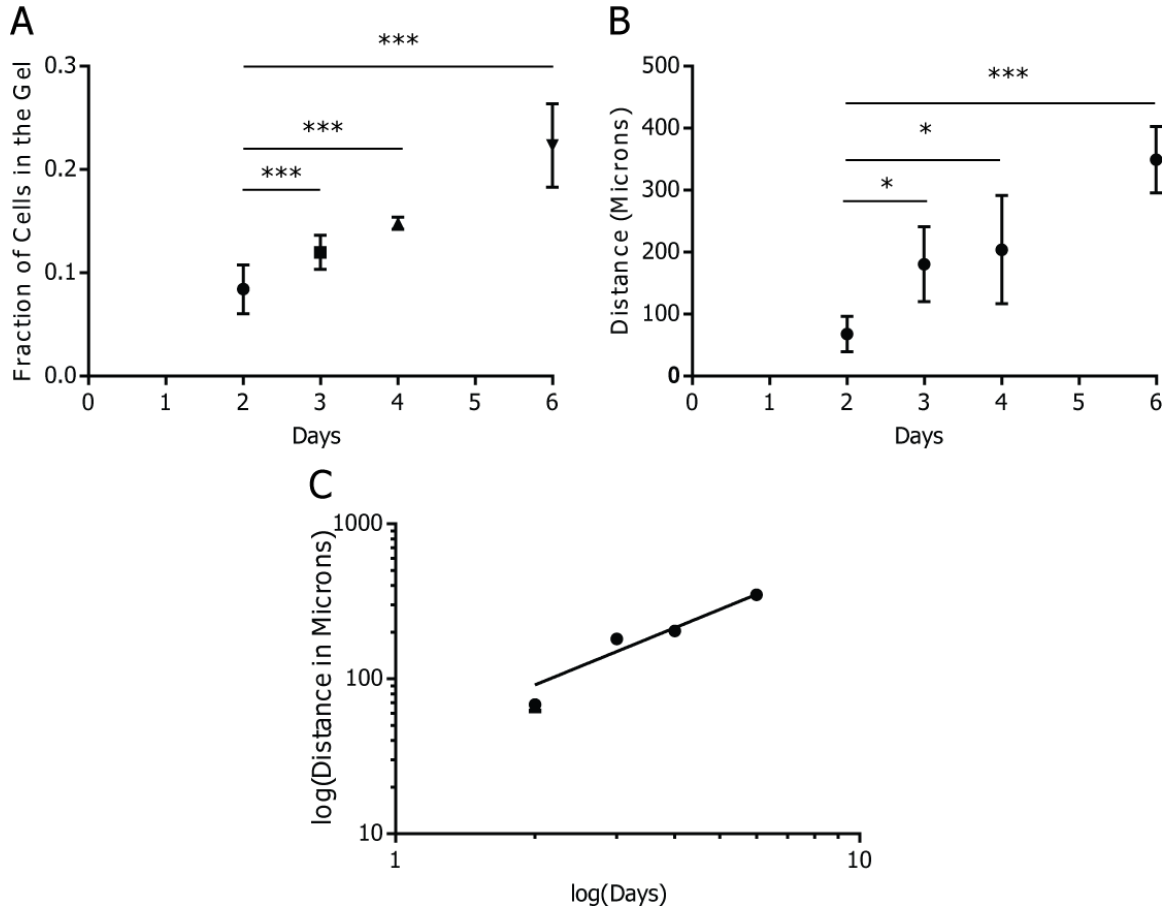 A
***
0.3
Fraction of Cells in the Gel
***
0.2
***
0.1
0.0
0 1 2 3 4 5 6
Days
B
500
***
400
Distance (Microns)
*
300
*
200
100
0
0 1 2 3 4 5 6
Days
C
1000
log(Distance in Microns)
100
10
1 10
log(Days)